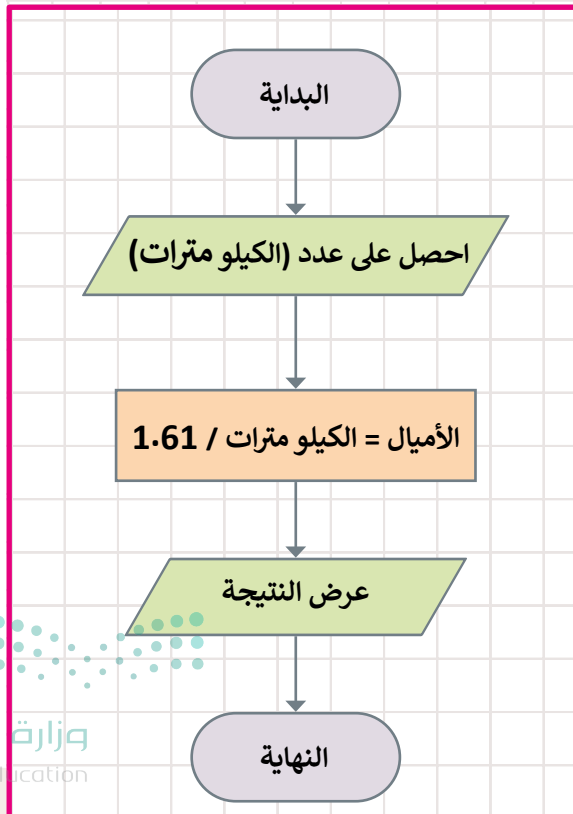 البداية
احصل على عدد (الكيلو مترات)
الأميال = الكيلو مترات / 1.61
عرض النتيجة
وزارة
ucation
النهاية